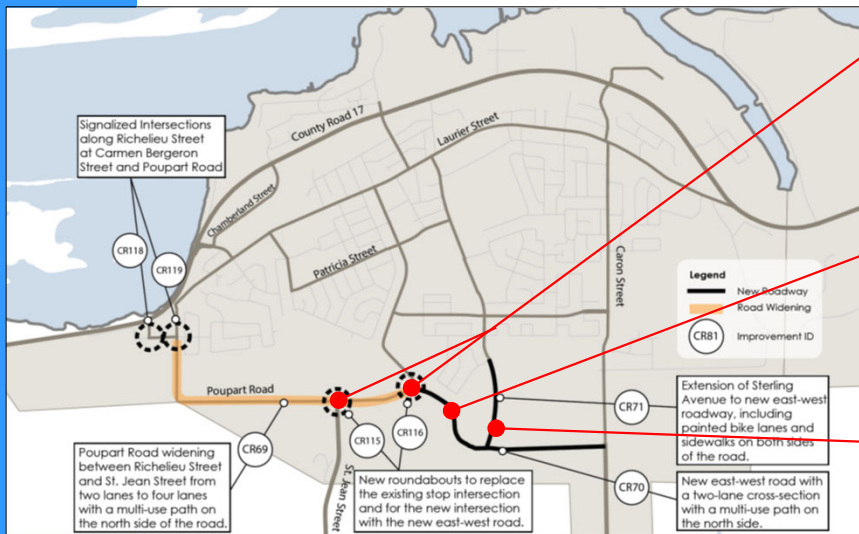 County Road 17
Laurier Street
Signalized Intersections
along Richelieu Street
at Carmen Bergeron
Street and Poupart Road
Chamberland Street
CR118
CR119
Patricia Street
Caron Street
Legend
New Roadway
Road Widening
CR81
Improvement ID
Poupart Road
CR71
Extension of Sterling
Avenue to new east-west
roadway, including
painted bike lanes and
sidewalks on both sides
of the road.
CR69
CR115
CR116
St. Jean Street
Poupart Road widening
between Richelieu Street
and St. Jean Street from
two lanes to four lanes
with a multi-use path on
the north side of the road.
New roundabouts to replace
the existing stop intersection
and for the new intersection
with the new east-west road.
CR70
New east-west road with
a two-lane cross-section
with a multi-use path on
the north side.